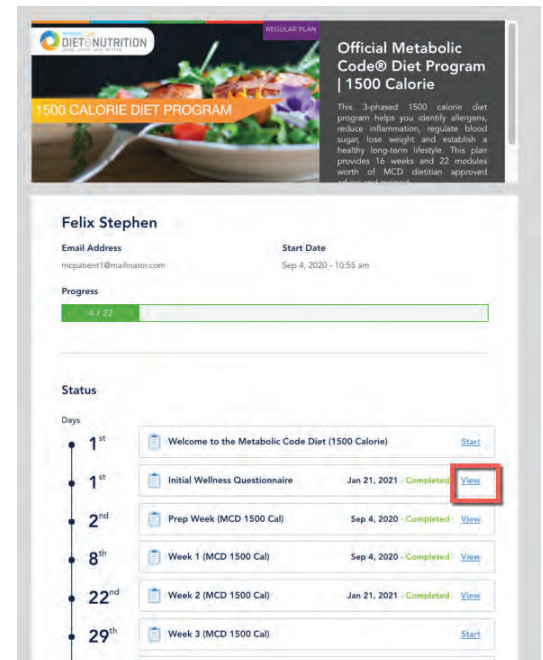 REGULAR PLAN
DIET&NUTRITION
1500 CALORIE DIET PROGRAM
Official Metabolic
Code® Diet Program
| 1500 Calorie
This 3-phased 1500 calorie diet
program helps you identify allergens,
reduce inflammation, regulate blood
sugar, lose weight and establish a
healthy long-term lifestyle. This plan
provides 16 weeks and 22 modules
worth of MCD dietitian approved
Felix Stephen
Email Address
Start Date
mcpatient1@mailinator.com
Sep 4, 2020 - 10:55 am
Progress
4 / 22
Status
Days
1st
Welcome to the Metabolic Code Diet (1500 Calorie)
Start
1st
Initial Wellness Questionnaire
Jan 21, 2021 - Completed
View
2nd
Prep Week (MCD 1500 Cal)
Sep 4, 2020 - Completed
View
8th
Week 1 (MCD 1500 Cal)
Sep 4, 2020 - Completed
View
22nd
Week 2 (MCD 1500 Cal)
Jan 21, 2021 - Completed
View
29th
Week 3 (MCD 1500 Cal)
Start